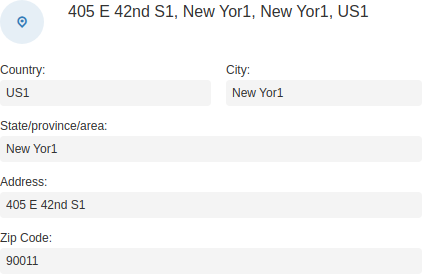 405 E 42nd S1, New Yor1, New Yor1, US1
Country:
City:
US1
New Yor1
State/province/area:
New Yor1
Address:
405 E 42nd S1
Zip Code:
90011